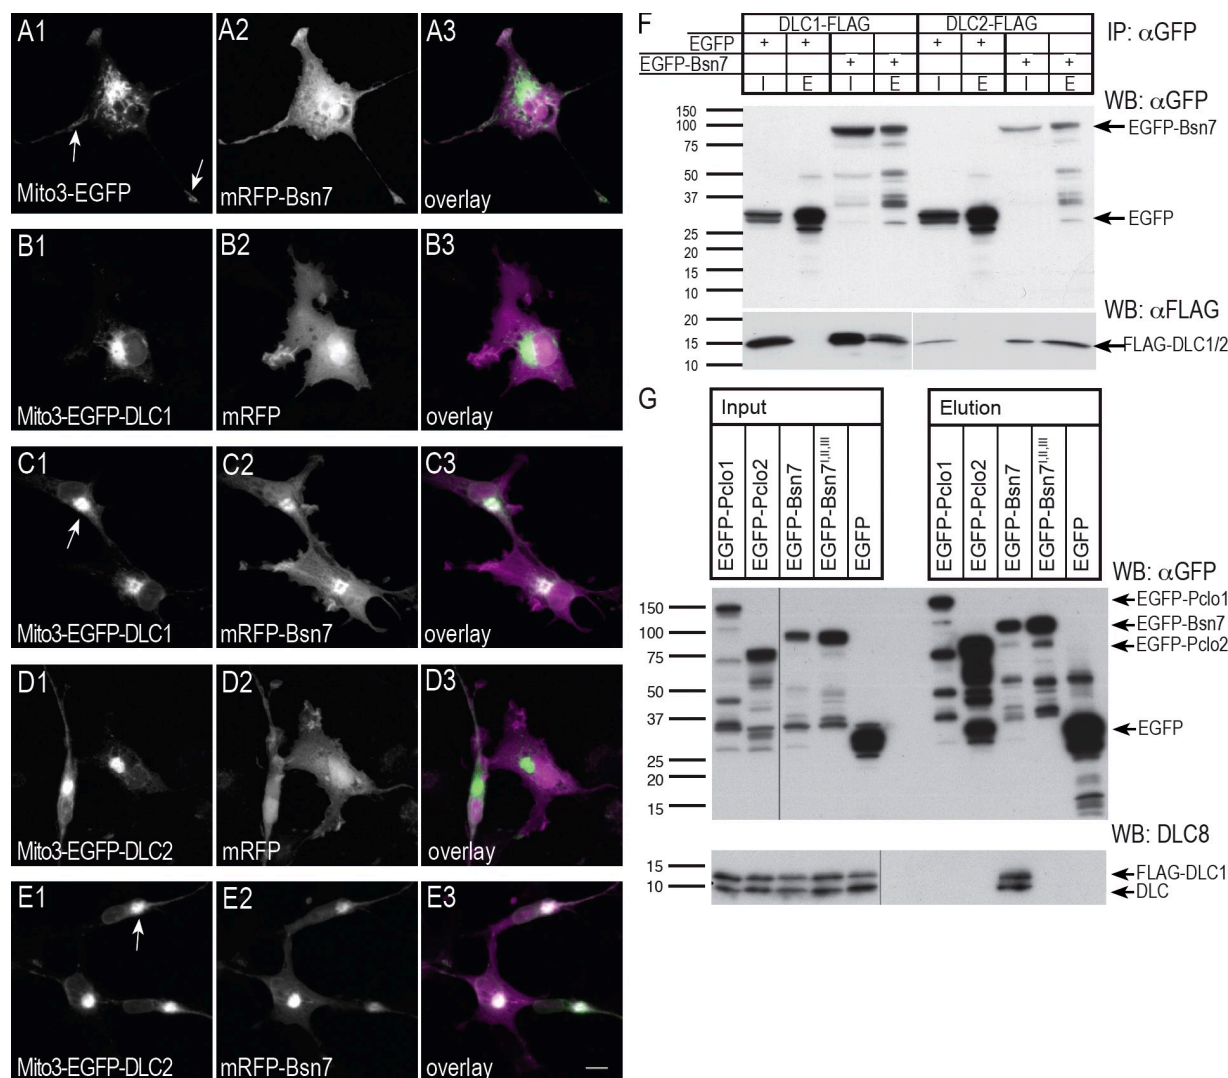 A1
A2
A3
Mito3-EGFP
mRFP-Bsn7
overlay
B1
B2
B3
Mito3-EGFP-DLC1
mRFP
overlay
C1
C2
C3
Mito3-EGFP-DLC1
mRFP-Bsn7
overlay
D1
D2
D3
Mito3-EGFP-DLC2
mRFP
overlay
E1
E2
E3
Mito3-EGFP-DLC2
mRFP-Bsn7
overlay
F
DLC1-FLAG DLC2-FLAG
IP: αGFP
EGFP + + + +
EGFP-Bsn7 + + + +
I E I E I E I E
WB: αGFP
150
100
75
50
37
25
20
15
10
EGFP-Bsn7
EGFP
WB: αFLAG
20
15
10
FLAG-DLC1/2
G
Input
Elution
EGFP-Pclo1
EGFP-Pclo2
EGFP-Bsn7
EGFP-Bsn7I,II,III
EGFP
EGFP-Pclo1
EGFP-Pclo2
EGFP-Bsn7
EGFP-Bsn7I,II,III
EGFP
WB: αGFP
150
100
75
50
37
25
20
15
EGFP-Pclo1
EGFP-Bsn7
EGFP-Pclo2
EGFP
WB: DLC8
15
10
FLAG-DLC1
DLC